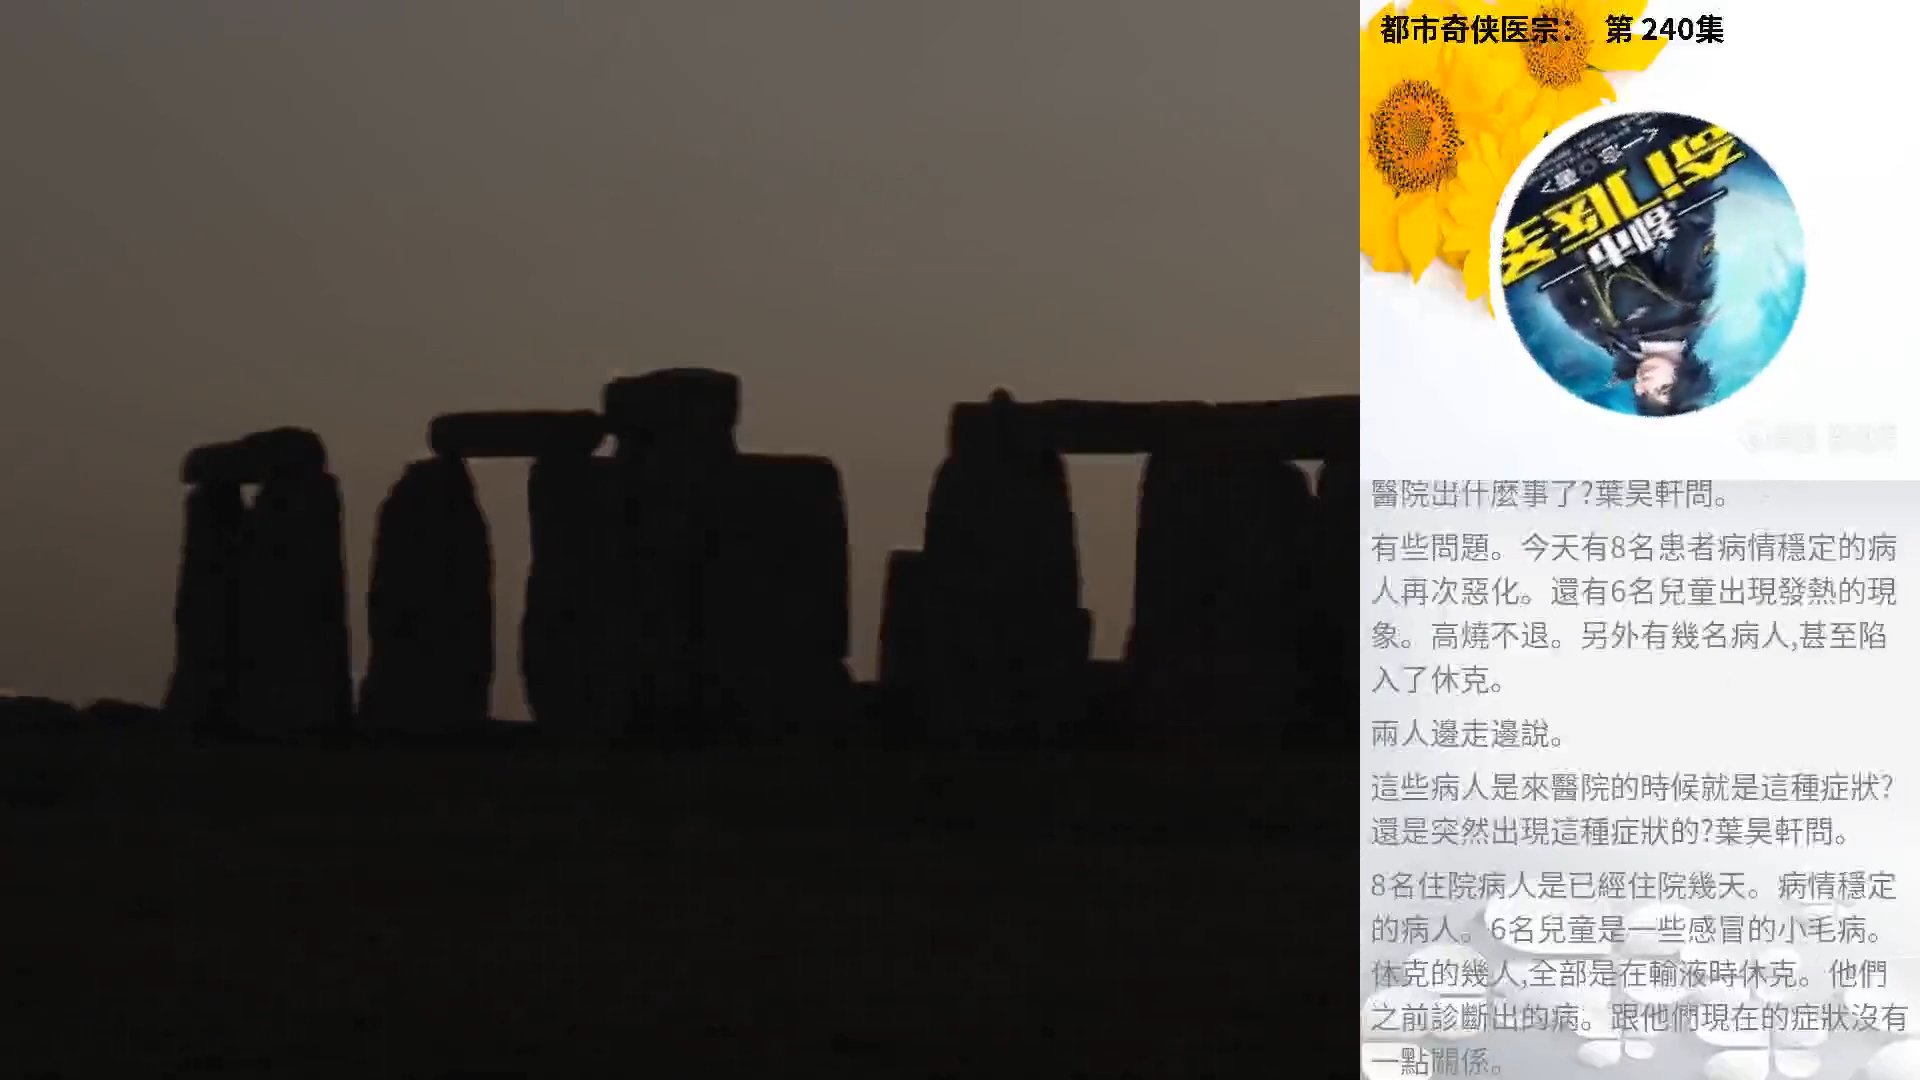 都市奇侠医宗： 第 240集
都市
奇门医圣
醫院出什麼事了?葉昊軒問。
有些問題。今天有8名患者病情穩定的病
人再次惡化。還有6名兒童出現發熱的現
象。高燒不退。另外有幾名病人,甚至陷
入了休克。
兩人邊走邊說。
這些病人是來醫院的時候就是這種症狀?
還是突然出現這種症狀的?葉昊軒問。
8名住院病人是已經住院幾天。病情穩定
的病人。6名兒童是一些感冒的小毛病。
休克的幾人,全部是在輸液時休克。他們
之前診斷出的病。跟他們現在的症狀沒有
一點關係。